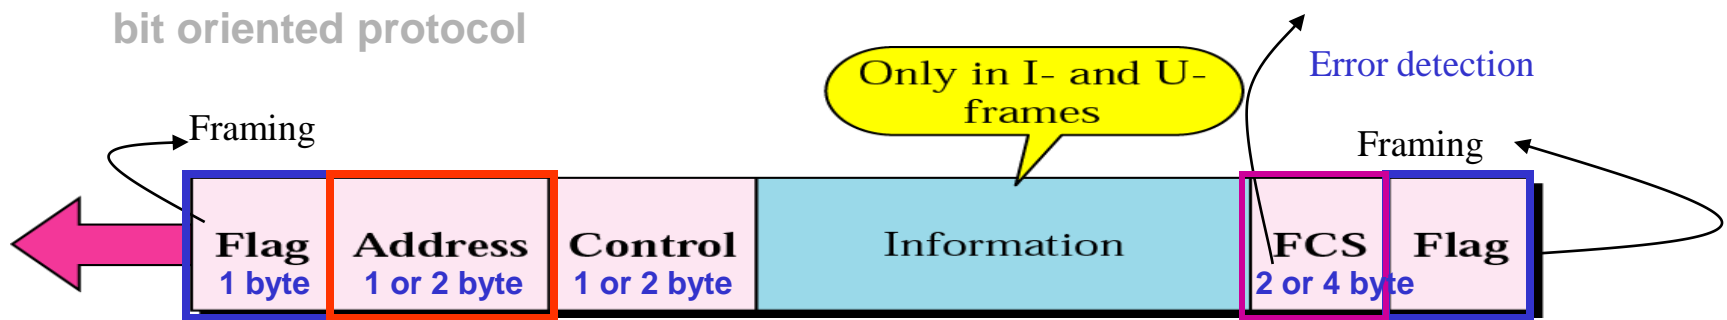 bit oriented protocol
Only in I- and U-
frames
Error detection
Framing
Framing
Flag
1 byte
Address
1 or 2 byte
Control
1 or 2 byte
Information
FCS
2 or 4 byte
Flag